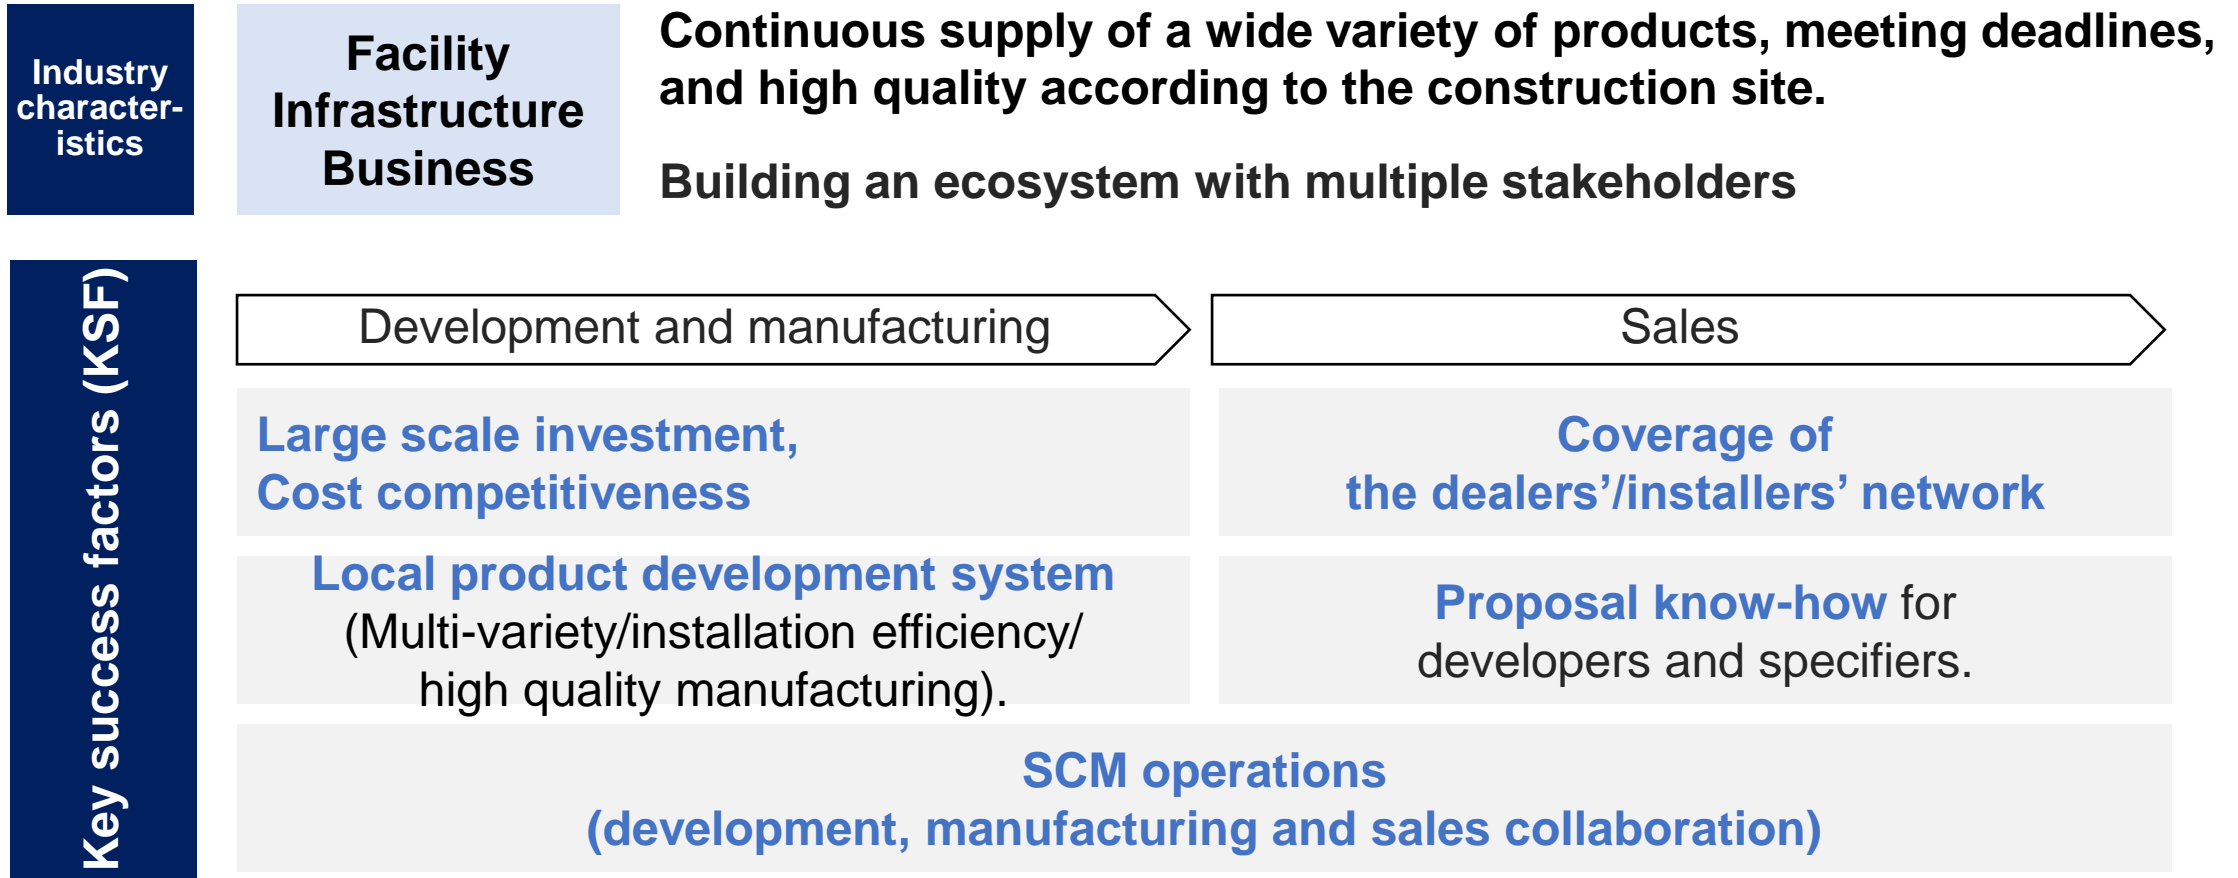 Industry
character-
istics
Facility
Infrastructure
Business
Continuous supply of a wide variety of products, meeting deadlines,
and high quality according to the construction site.
Building an ecosystem with multiple stakeholders
Key success factors (KSF)
Development and manufacturing
Sales
Large scale investment,
Cost competitiveness
Coverage of
the dealers’/installers’ network
Local product development system
(Multi-variety/installation efficiency/
high quality manufacturing).
Proposal know-how for
developers and specifiers.
SCM operations
(development, manufacturing and sales collaboration)